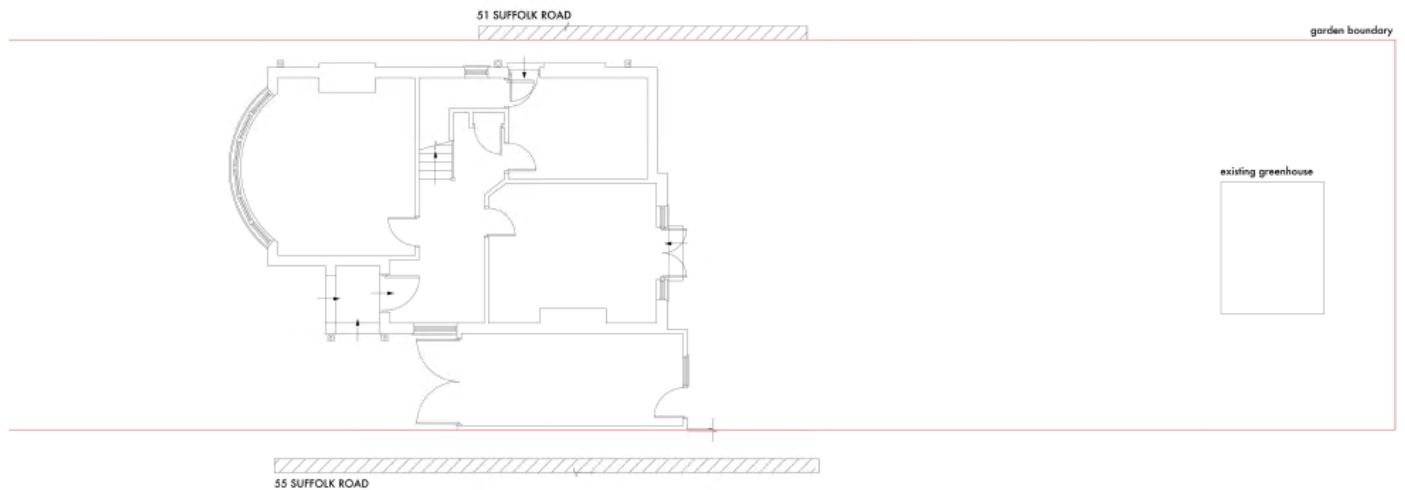 51 SUFFOLK ROAD
garden boundary
existing greenhouse
55 SUFFOLK ROAD